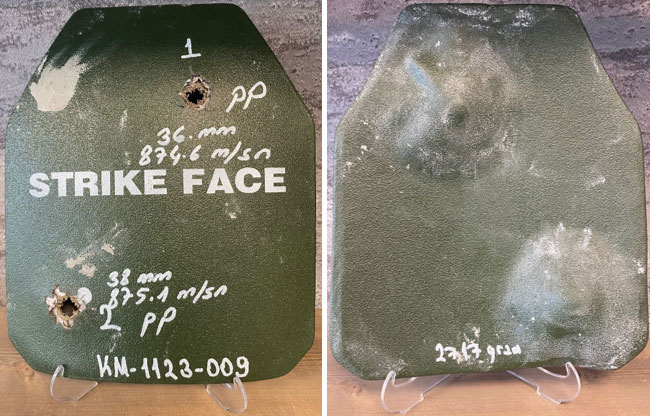 1
PP
36.mm
874.6 m/sn
STRIKE FACE
38 mm
875.1 m/sn
2 PP
KM-1123-009
2717 gram